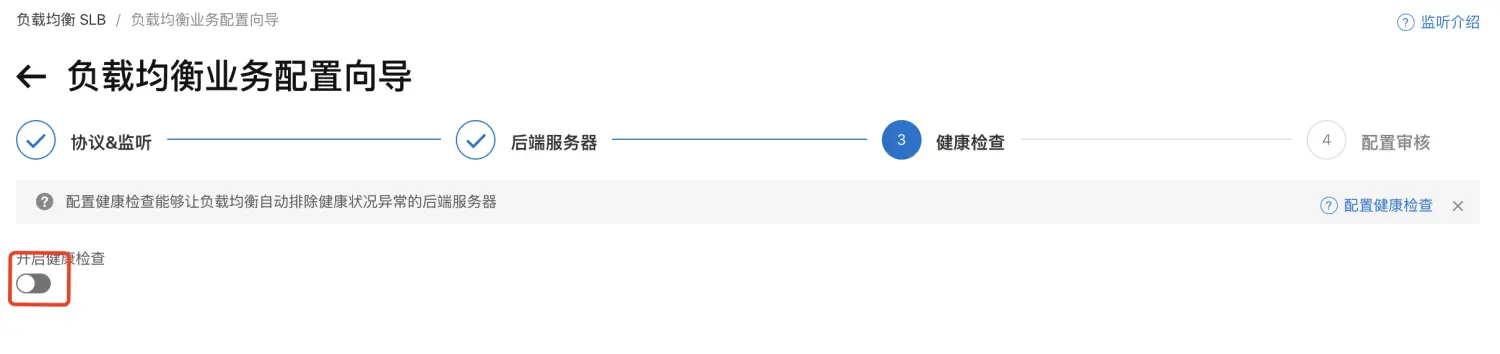 负载均衡 SLB / 负载均衡业务配置向导
监听介绍
负载均衡业务配置向导
协议&监听
后端服务器
3 健康检查
4 配置审核
配置健康检查能够让负载均衡自动排除健康状况异常的后端服务器
配置健康检查
开启健康检查